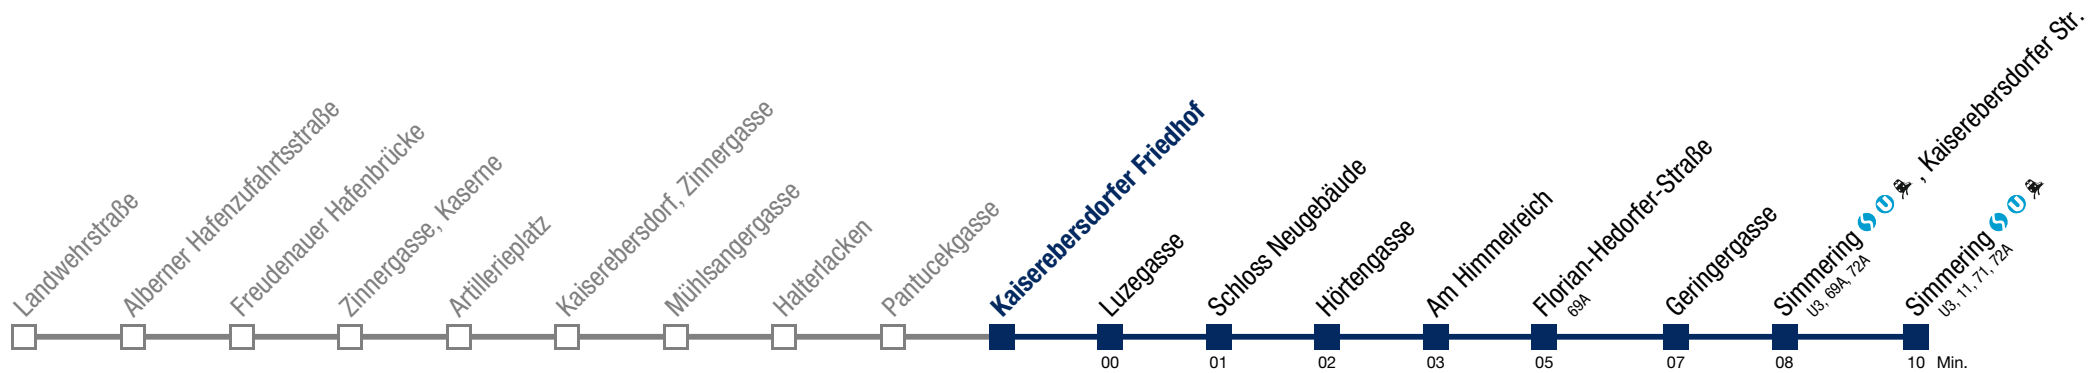 Landwehrstraße
Alberner Hafenzufahrtsstraße
Freudenauer Hafenbrücke
Zinnergasse, Kaserne
Artillerieplatz
Kaiserebersdorf, Zinnergasse
Mühlsangergasse
Halterlacken
Pantucekgasse
Kaiserebersdorfer Friedhof
Luzegasse
Schloss Neugebäude
Hörtengasse
Am Himmelreich
Florian-Hedorfer-Straße
69A
Geringergasse
Simmering S U , Kaiserebersdorfer Str.
U3, 69A, 72A
Simmering S U
U3, 11, 71, 72A
00 01 02 03 05 07 08 10 Min.